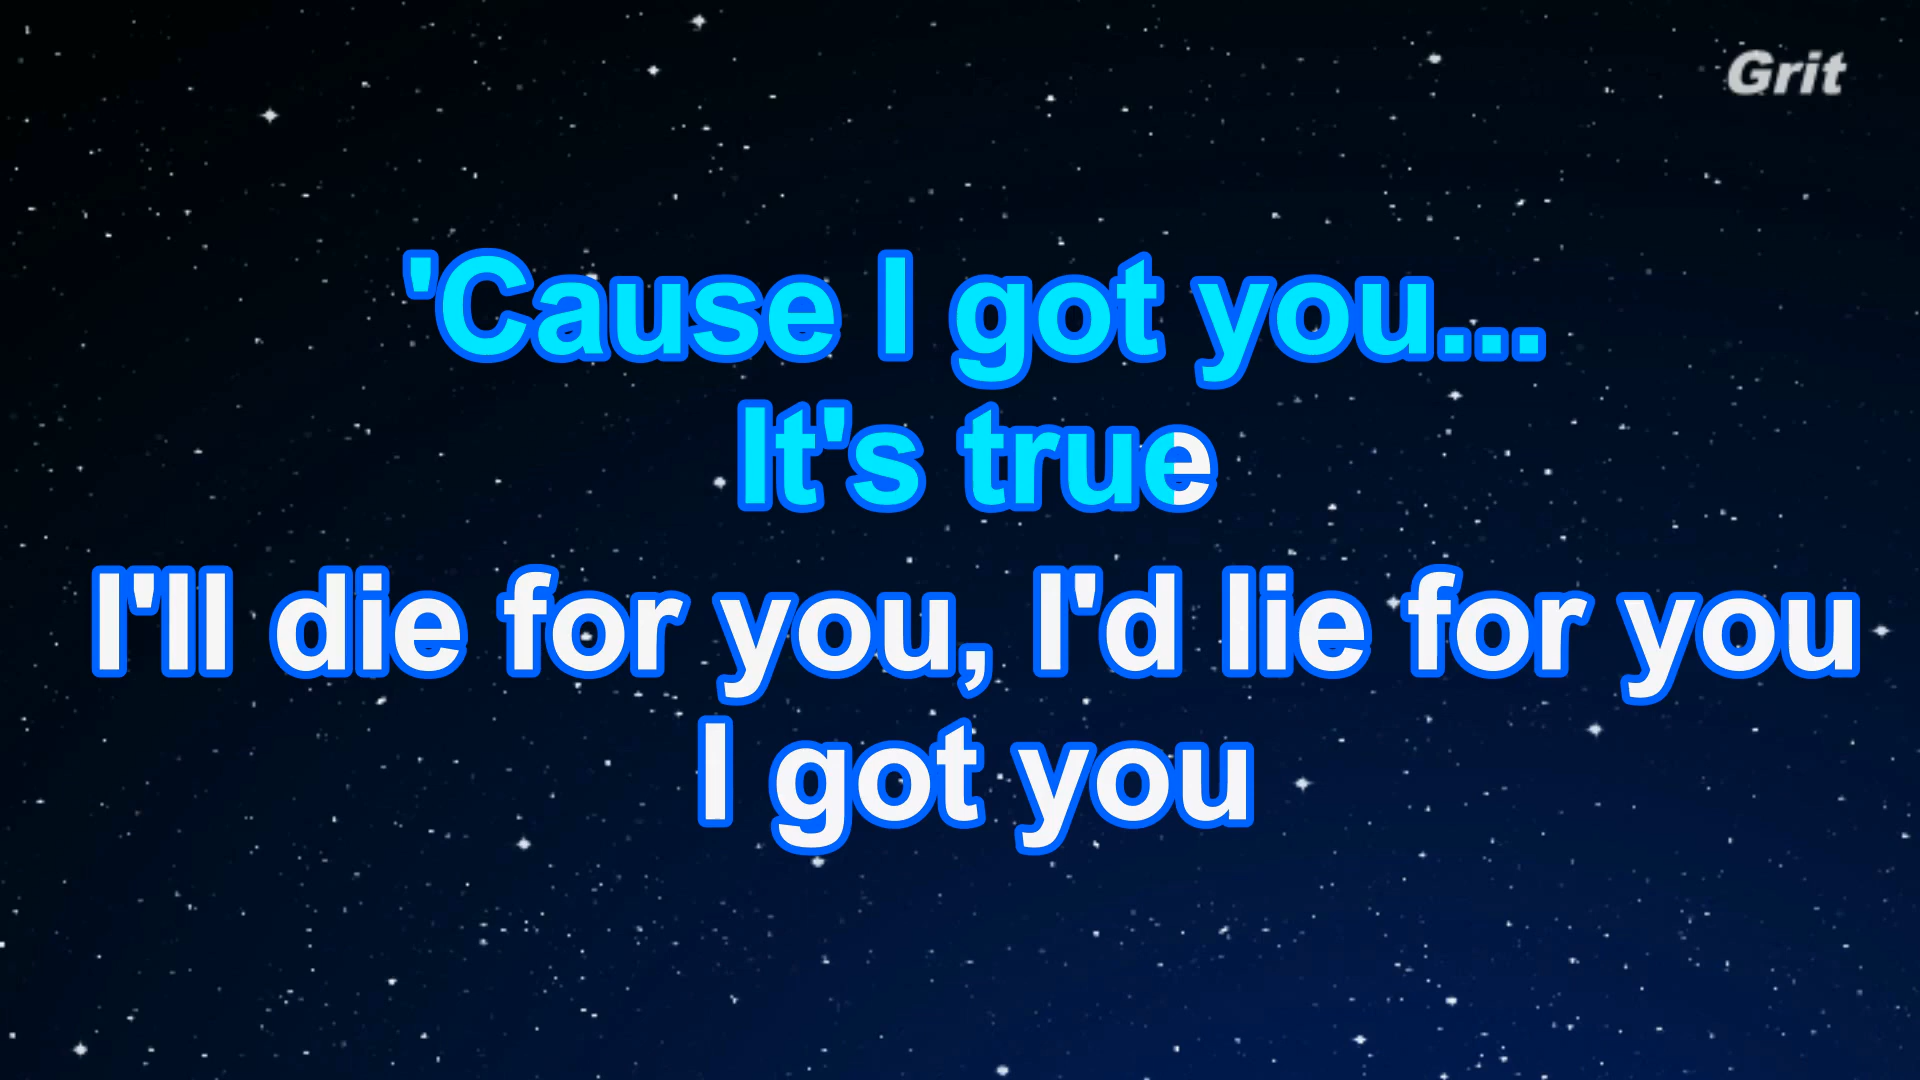 Grit
'Cause I got you...
It's true
I'll die for you, I'd lie for you
I got you